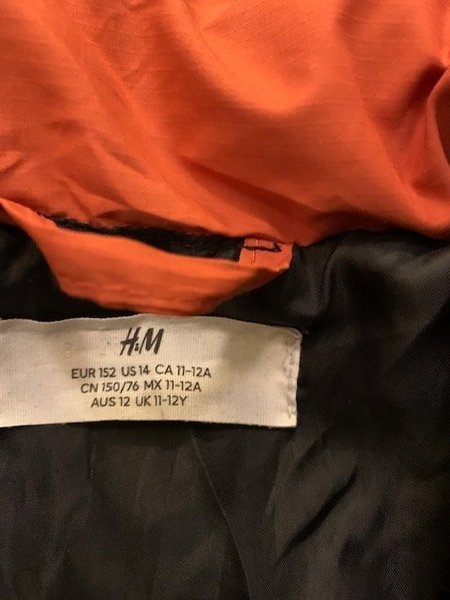 H&M
EUR 152 US 14 CA 11-12A
CN 150/76 MX 11-12A
AUS 12 UK 11-12Y